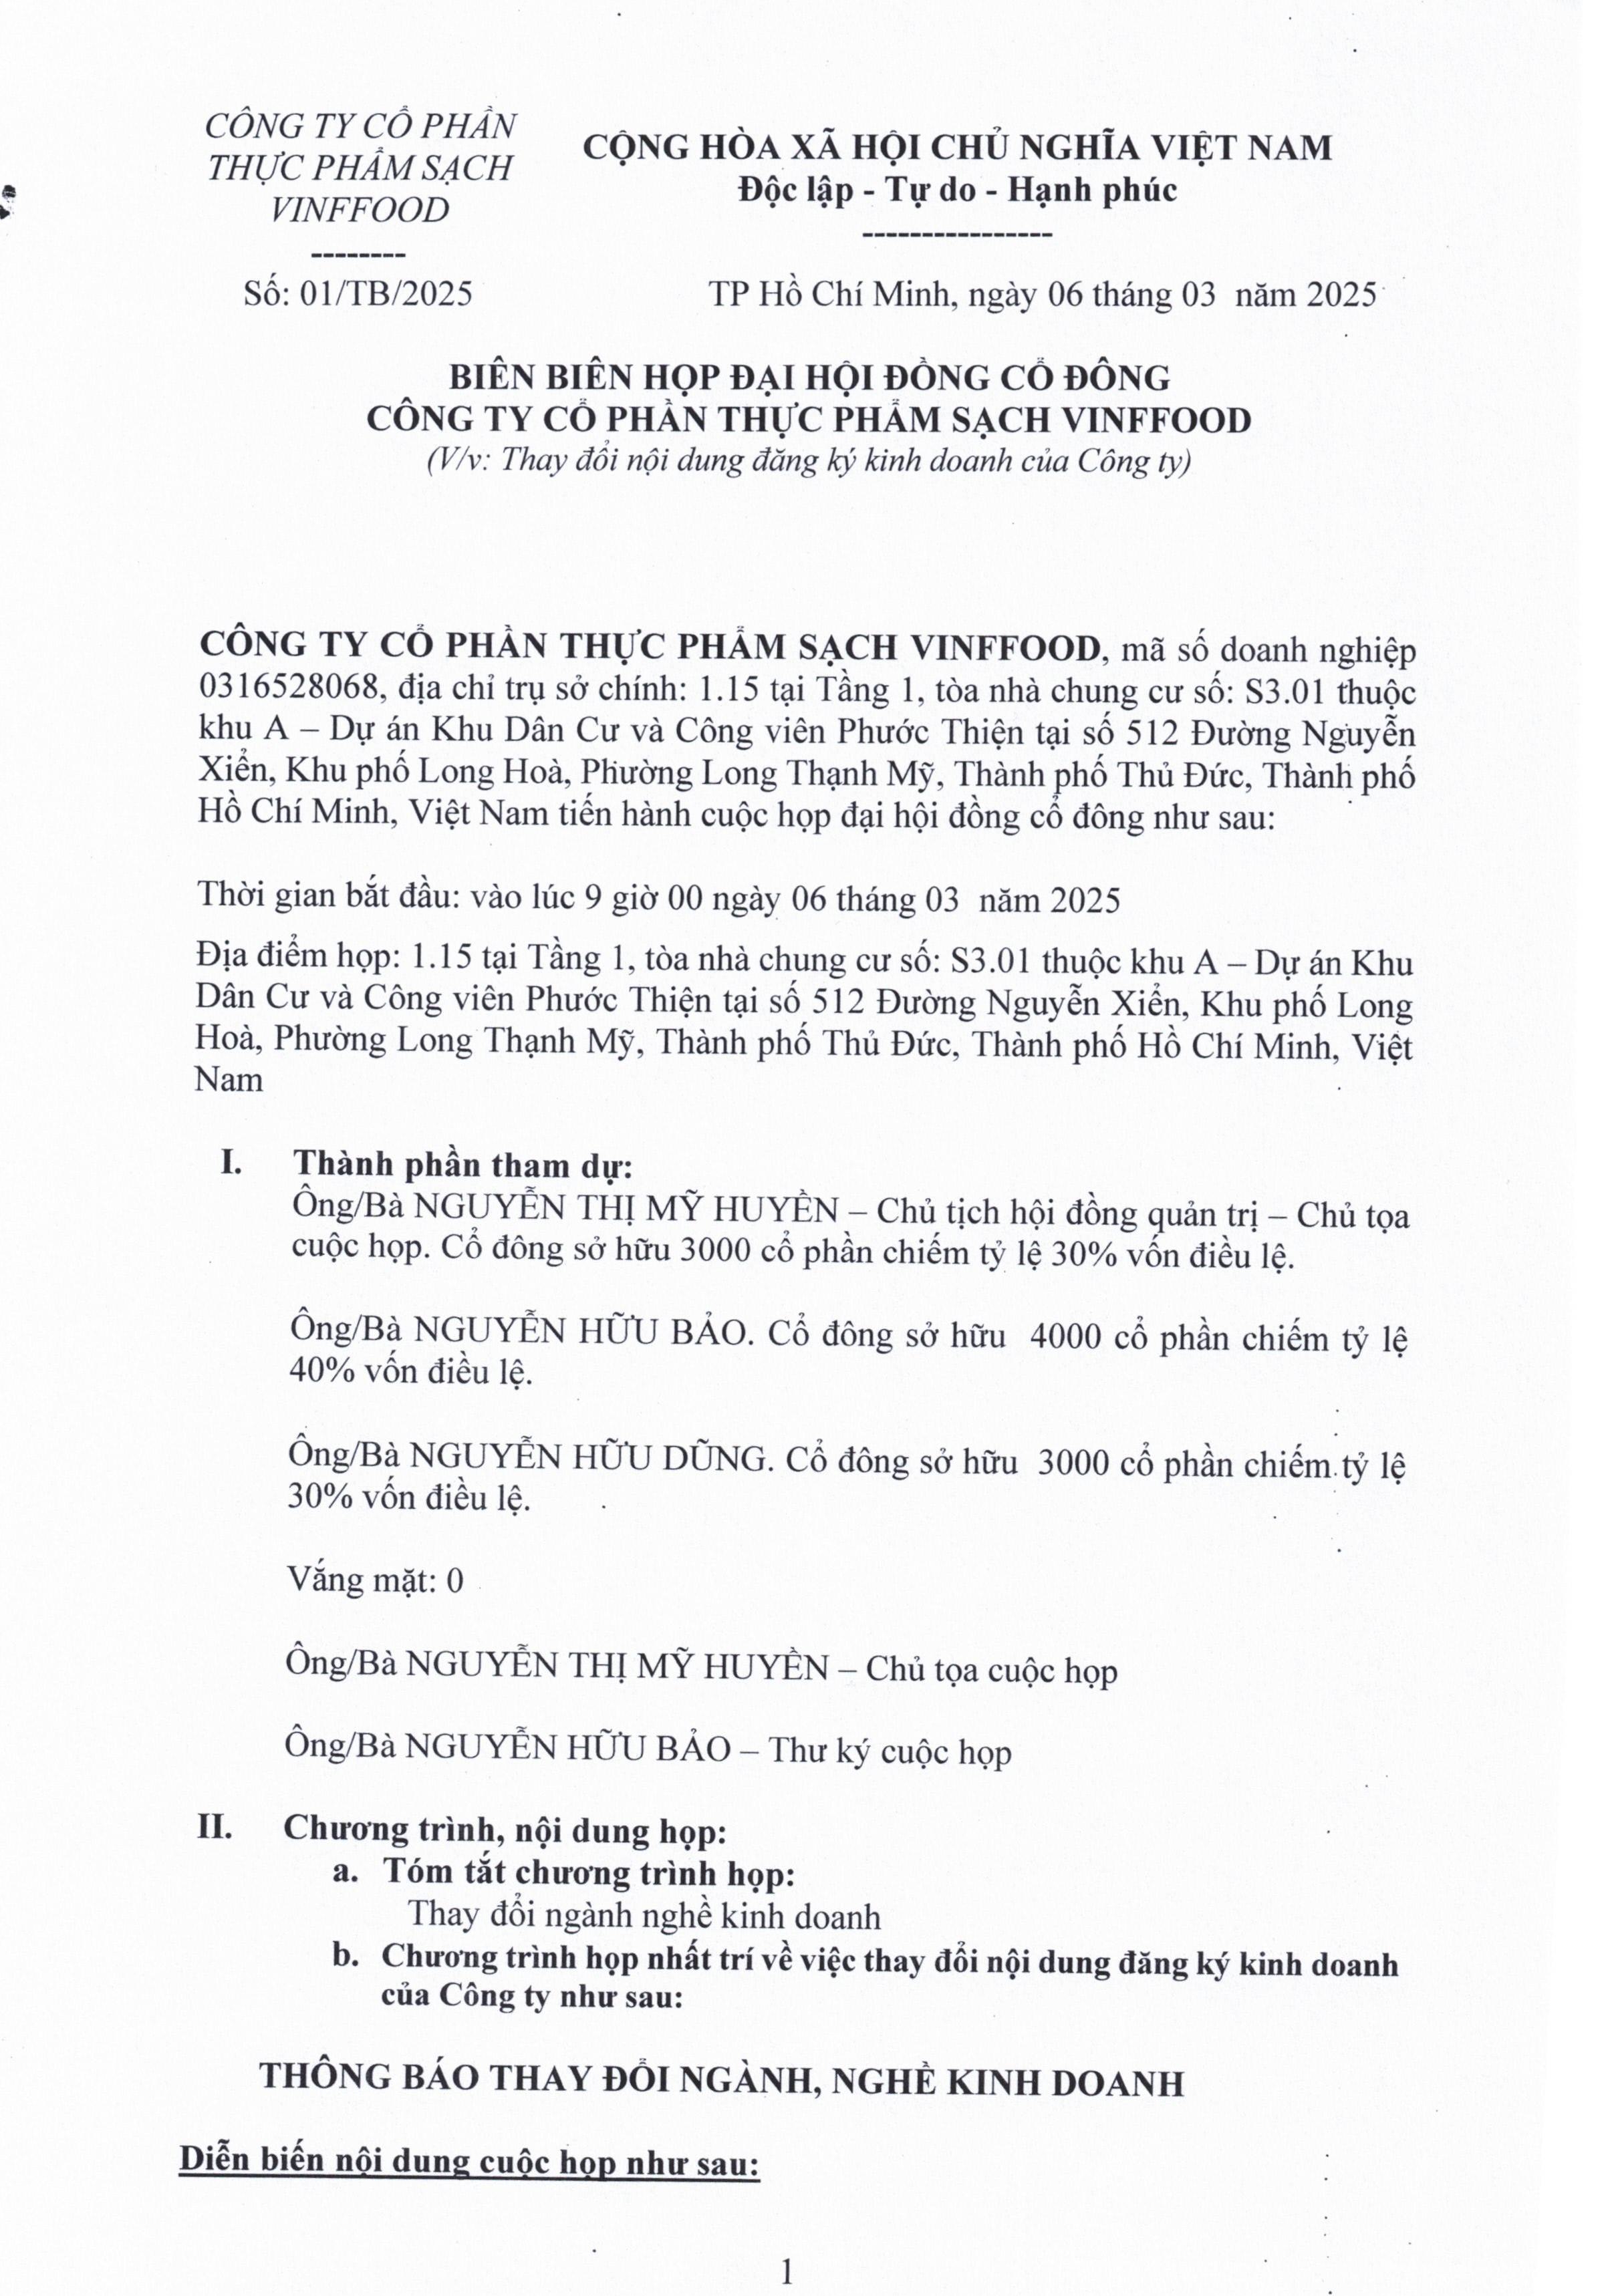 CÔNG TY CỔ PHẦN
THỰC PHẨM SẠCH
VINFFOOD
--------
Số: 01/TB/2025
CỘNG HÒA XÃ HỘI CHỦ NGHĨA VIỆT NAM
Độc lập - Tự do - Hạnh phúc
----------------
TP Hồ Chí Minh, ngày 06 tháng 03 năm 2025
BIÊN BIÊN HỌP ĐẠI HỘI ĐỒNG CỔ ĐÔNG
CÔNG TY CỔ PHẦN THỰC PHẨM SẠCH VINFFOOD
(V/v: Thay đổi nội dung đăng ký kinh doanh của Công ty)
CÔNG TY CỔ PHẦN THỰC PHẨM SẠCH VINFFOOD, mã số doanh nghiệp
0316528068, địa chỉ trụ sở chính: 1.15 tại Tầng 1, tòa nhà chung cư số: S3.01 thuộc
khu A – Dự án Khu Dân Cư và Công viên Phước Thiện tại số 512 Đường Nguyễn
Xiển, Khu phố Long Hoà, Phường Long Thạnh Mỹ, Thành phố Thủ Đức, Thành phố
Hồ Chí Minh, Việt Nam tiến hành cuộc họp đại hội đồng cổ đông như sau:
Thời gian bắt đầu: vào lúc 9 giờ 00 ngày 06 tháng 03 năm 2025
Địa điểm họp: 1.15 tại Tầng 1, tòa nhà chung cư số: S3.01 thuộc khu A – Dự án Khu
Dân Cư và Công viên Phước Thiện tại số 512 Đường Nguyễn Xiển, Khu phố Long
Hoà, Phường Long Thạnh Mỹ, Thành phố Thủ Đức, Thành phố Hồ Chí Minh, Việt
Nam
I. Thành phần tham dự:
Ông/Bà NGUYỄN THỊ MỸ HUYỀN – Chủ tịch hội đồng quản trị – Chủ tọa
cuộc họp. Cổ đông sở hữu 3000 cổ phần chiếm tỷ lệ 30% vốn điều lệ.
Ông/Bà NGUYỄN HỮU BẢO. Cổ đông sở hữu 4000 cổ phần chiếm tỷ lệ
40% vốn điều lệ.
Ông/Bà NGUYỄN HỮU DŨNG. Cổ đông sở hữu 3000 cổ phần chiếm tỷ lệ
30% vốn điều lệ.
Vắng mặt: 0
Ông/Bà NGUYỄN THỊ MỸ HUYỀN – Chủ tọa cuộc họp
Ông/Bà NGUYỄN HỮU BẢO – Thư ký cuộc họp
II. Chương trình, nội dung họp:
a. Tóm tắt chương trình họp:
Thay đổi ngành nghề kinh doanh
b. Chương trình họp nhất trí về việc thay đổi nội dung đăng ký kinh doanh
của Công ty như sau:
THÔNG BÁO THAY ĐỔI NGÀNH, NGHỀ KINH DOANH
Diễn biến nội dung cuộc họp như sau:
1